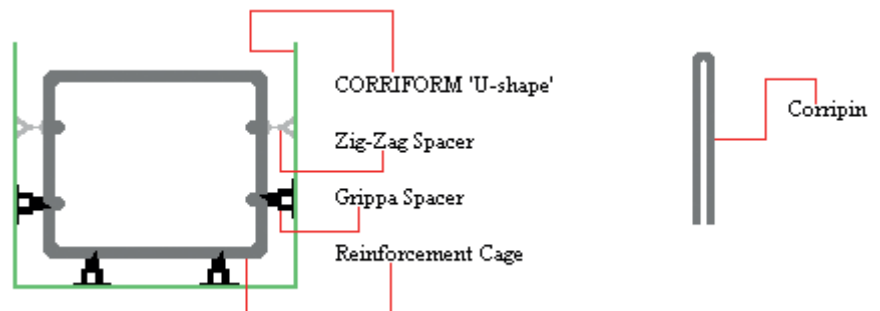 CORRIFORM 'U-shape'
Zig-Zag Spacer
Grippa Spacer
Reinforcement Cage
Corripin